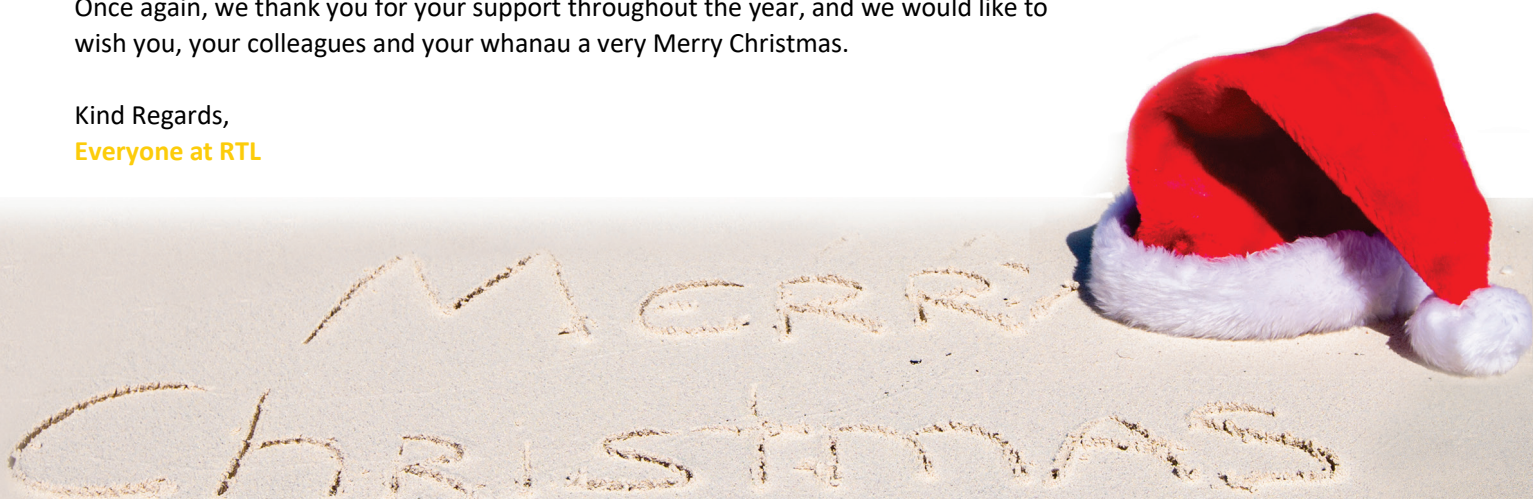 Once again, we thank you for your support throughout the year, and we would like to
wish you, your colleagues and your whanau a very Merry Christmas.
Kind Regards,
Everyone at RTL
MERRY
ChRiSTmAS